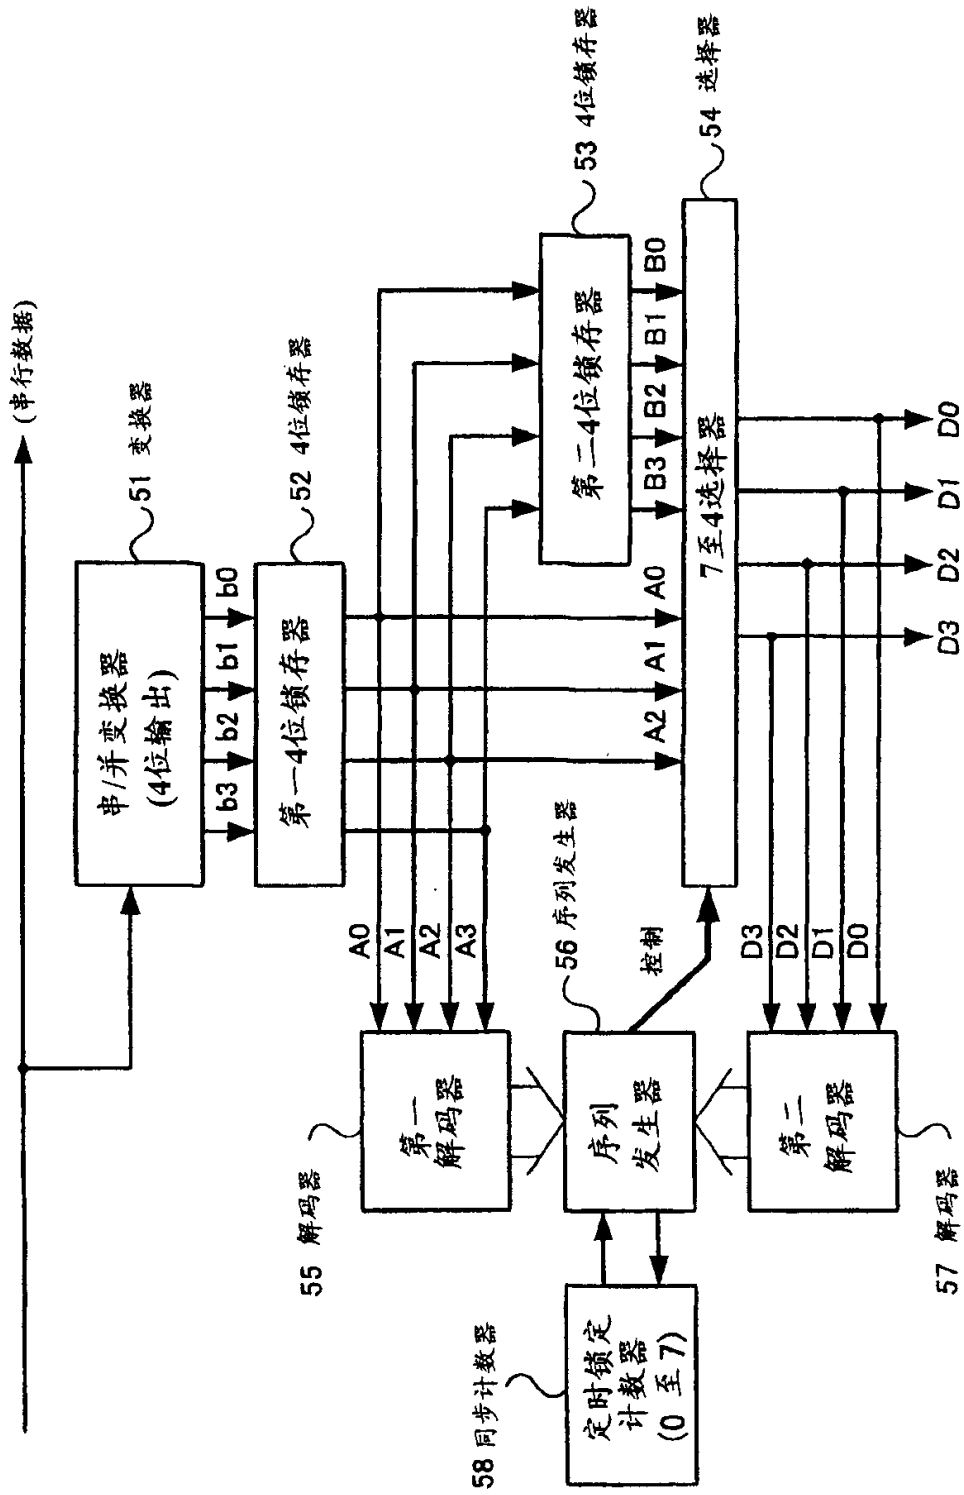 (串行数据)
51 变换器
串/并变换器
(4位输出)
b3
b2
b1
b0
52 4位锁存器
第一4位锁存器
A0
A1
A2
A3
55 解码器
第一
解码器
53 4位锁存器
第二4位锁存器
A2
A1
A0
B3
B2
B1
B0
54 选择器
7至4选择器
56 序列发生器
序列
发生器
控制
58 同步计数器
定时锁定
计数器
(0 至 7)
57 解码器
第二
解码器
D3
D2
D1
D0
D3
D2
D1
D0